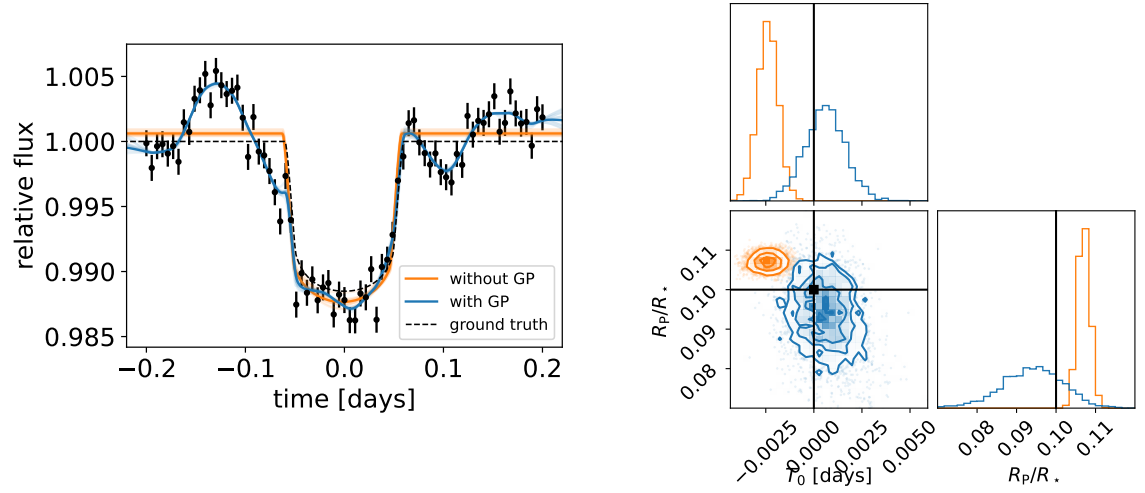 1.005
1.000
0.995
0.990
0.985
relative flux
without GP
with GP
ground truth
−0.2 −0.1 0.0 0.1 0.2
time [days]
0.11
0.10
0.09
0.08
R_P/R⋆
−0.0025 0.0000 0.0025 0.0050
T_0 [days]
0.08 0.09 0.10 0.11
R_P/R⋆